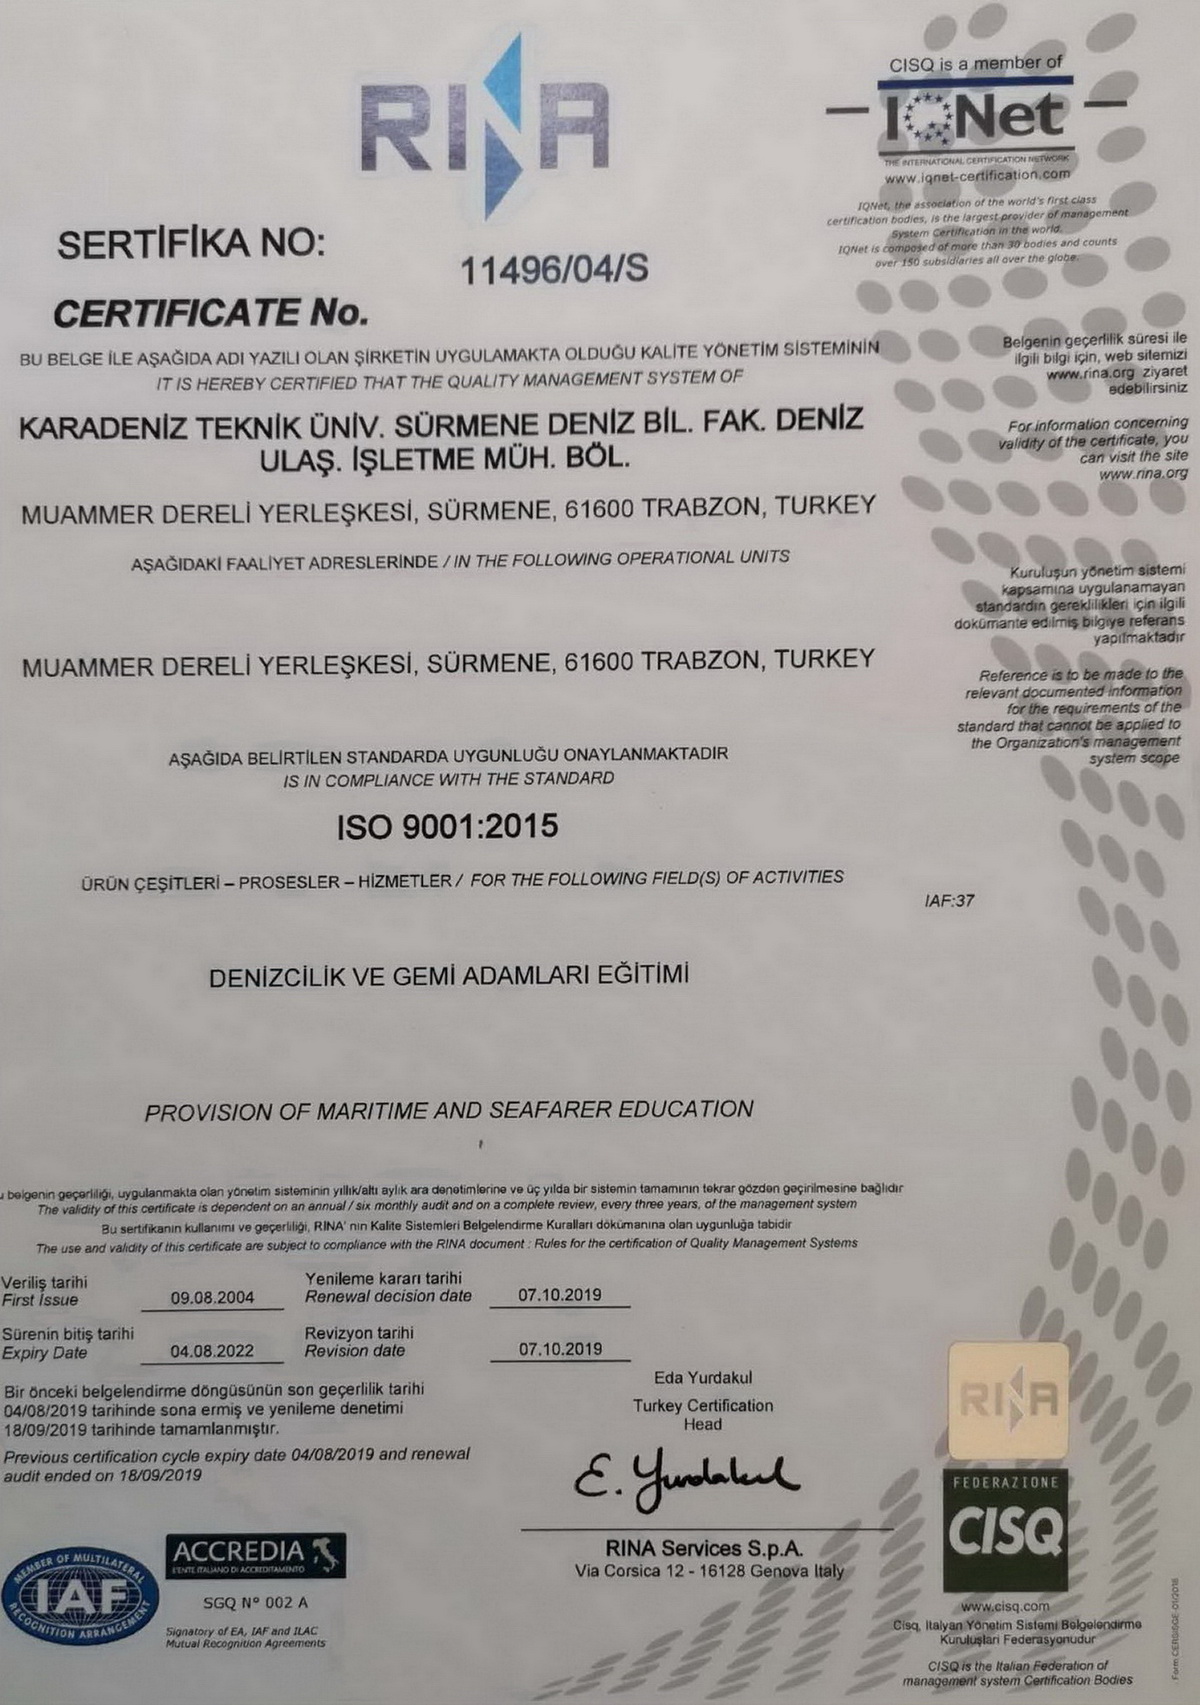 RINA
CISQ is a member of
IQNet
THE INTERNATIONAL CERTIFICATION NETWORK
www.iqnet-certification.com
IQNet, the association of the world's first class
certification bodies, is the largest provider of management
System Certification in the world.
IQNet is composed of more than 30 bodies and counts
over 150 subsidiaries all over the globe.
SERTİFİKA NO:
11496/04/S
CERTIFICATE No.
BU BELGE İLE AŞAĞIDA ADI YAZILI OLAN ŞİRKETİN UYGULAMAKTA OLDUĞU KALİTE YÖNETİM SİSTEMİNİN
IT IS HEREBY CERTIFIED THAT THE QUALITY MANAGEMENT SYSTEM OF
KARADENİZ TEKNİK ÜNİV. SÜRMENE DENİZ BİL. FAK. DENİZ
ULAŞ. İŞLETME MÜH. BÖL.
MUAMMER DERELİ YERLEŞKESİ, SÜRMENE, 61600 TRABZON, TURKEY
AŞAĞIDAKİ FAALİYET ADRESLERİNDE / IN THE FOLLOWING OPERATIONAL UNITS
MUAMMER DERELİ YERLEŞKESİ, SÜRMENE, 61600 TRABZON, TURKEY
AŞAĞIDA BELİRTİLEN STANDARDA UYGUNLUĞU ONAYLANMAKTADIR
IS IN COMPLIANCE WITH THE STANDARD
ISO 9001:2015
ÜRÜN ÇEŞİTLERİ – PROSESLER – HİZMETLER / FOR THE FOLLOWING FIELD(S) OF ACTIVITIES
IAF:37
DENİZCİLİK VE GEMİ ADAMLARI EĞİTİMİ
PROVISION OF MARITIME AND SEAFARER EDUCATION
Belgenin geçerlilik süresi ile
ilgili bilgi için, web sitemizi
www.rina.org ziyaret
edebilirsiniz
For information concerning
validity of the certificate, you
can visit the site
www.rina.org
Kuruluşun yönetim sistemi
kapsamına uygulanamayan
standardın gereklilikleri için ilgili
dokümante edilmiş bilgiye referans
yapılmaktadır
Reference is to be made to the
relevant documented information
for the requirements of the
standard that cannot be applied to
the Organization's management
system scope
belgenin geçerliliği, uygulanmakta olan yönetim sisteminin yıllık/altı aylık ara denetimlerine ve üç yılda bir sistemin tamamının tekrar gözden geçirilmesine bağlıdır
The validity of this certificate is dependent on an annual / six monthly audit and on a complete review, every three years, of the management system
Bu sertifikanın kullanımı ve geçerliliği, RINA' nın Kalite Sistemleri Belgelendirme Kuralları dökümanına olan uygunluğa tabidir
The use and validity of this certificate are subject to compliance with the RINA document : Rules for the certification of Quality Management Systems
Veriliş tarihi
First Issue
09.08.2004
Yenileme kararı tarihi
Renewal decision date
07.10.2019
Sürenin bitiş tarihi
Expiry Date
04.08.2022
Revizyon tarihi
Revision date
07.10.2019
Bir önceki belgelendirme döngüsünün son geçerlilik tarihi
04/08/2019 tarihinde sona ermiş ve yenileme denetimi
18/09/2019 tarihinde tamamlanmıştır.
Previous certification cycle expiry date 04/08/2019 and renewal
audit ended on 18/09/2019
Eda Yurdakul
Turkey Certification
Head
E. Yurdakul
RINA Services S.p.A.
Via Corsica 12 - 16128 Genova Italy
MEMBER OF MULTILATERAL
IAF
RECOGNITION ARRANGEMENT
ACCREDIA
L'ENTE ITALIANO DI ACCREDITAMENTO
SGQ N° 002 A
Signatory of EA, IAF and ILAC
Mutual Recognition Agreements
RINA
FEDERAZIONE
CISQ
www.cisq.com
Cisq, İtalyan Yönetim Sistemi Belgelendirme
Kuruluşları Federasyonudur
CISQ is the Italian Federation of
management system Certification Bodies